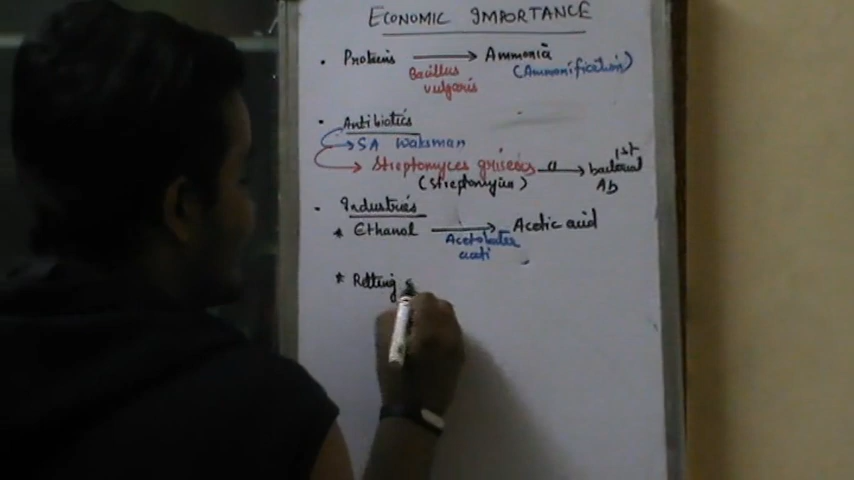 ECONOMIC IMPORTANCE
• Proteins → Ammonia
Bacillus vulgaris (Ammonification)
• Antibiotics
→ SA Waksman
→ Streptomyces griseus → bacterial 1st
(Streptomycin) Ab
• Industries
* Ethanol → Acetic acid
Acetobacter aceti
* Retting